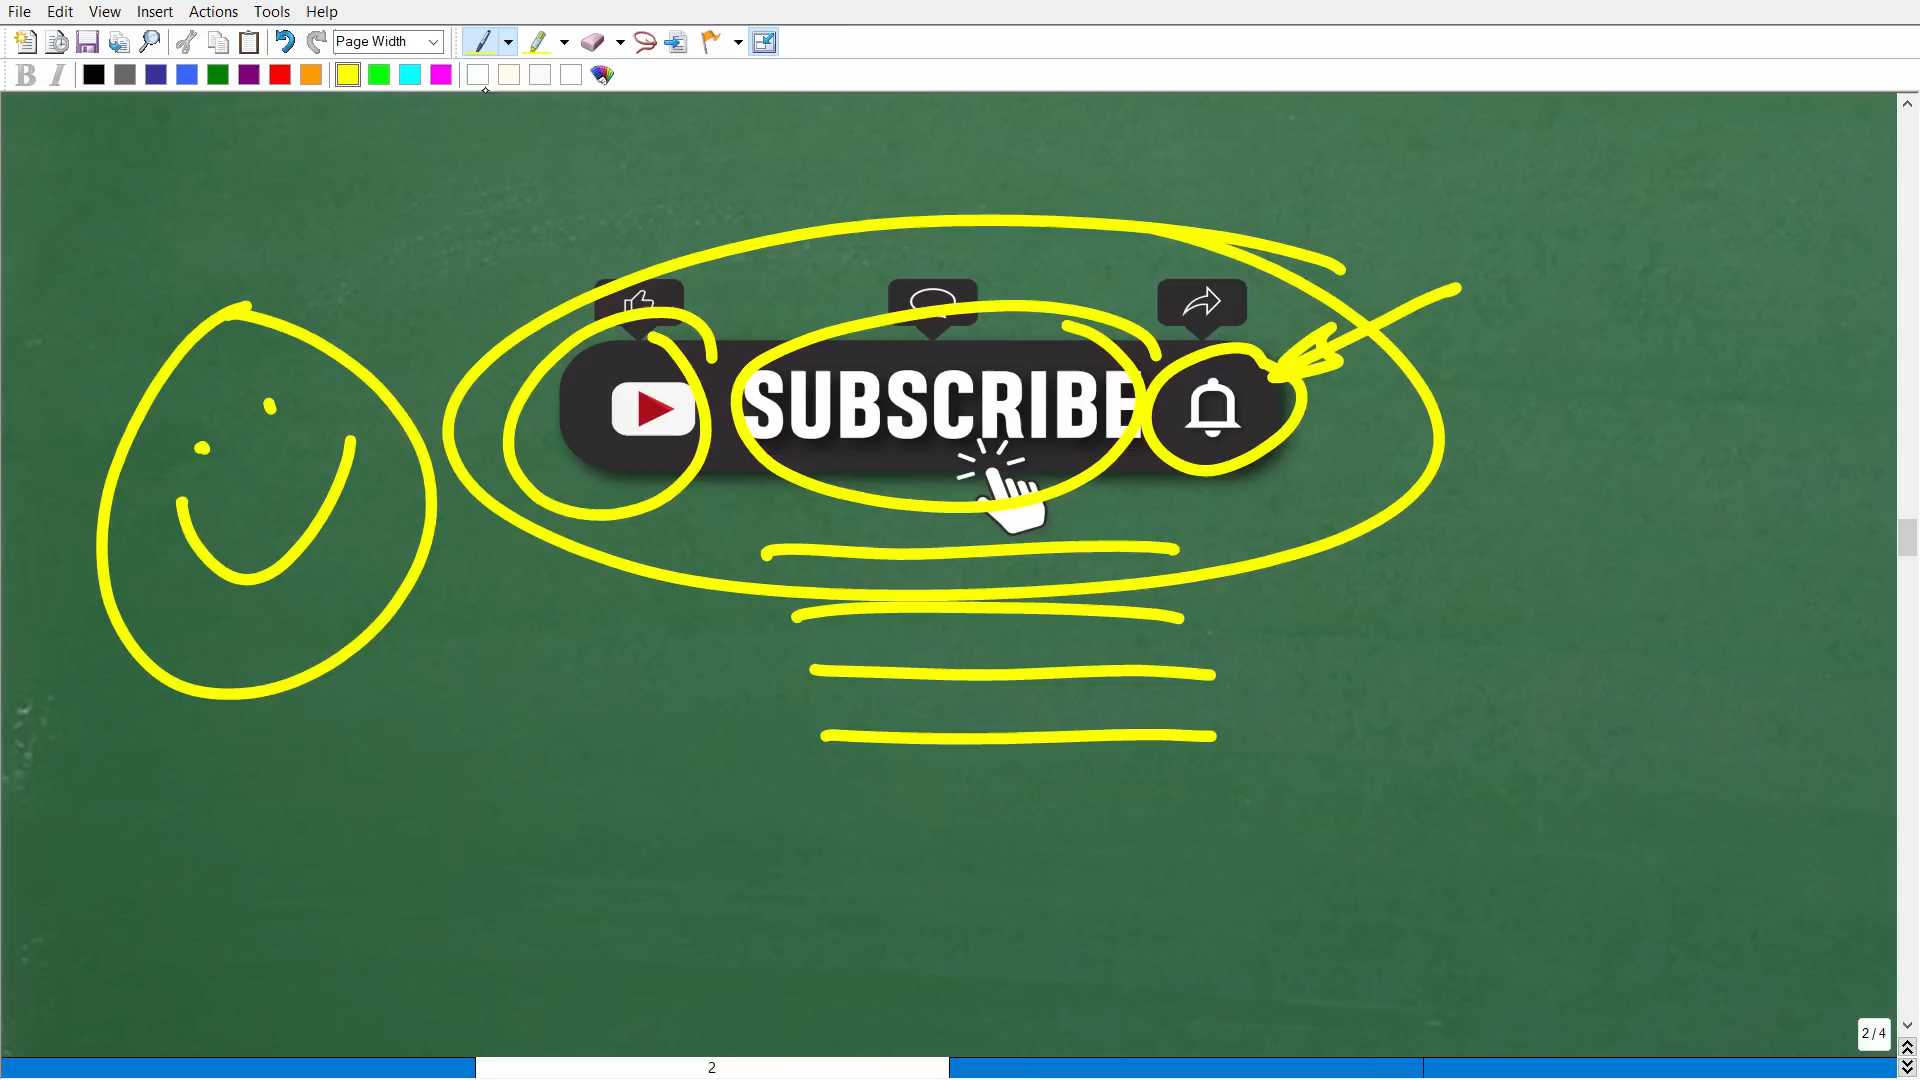 File Edit View Insert Actions Tools Help
Page Width
B I
SUBSCRIBE
2 / 4
2